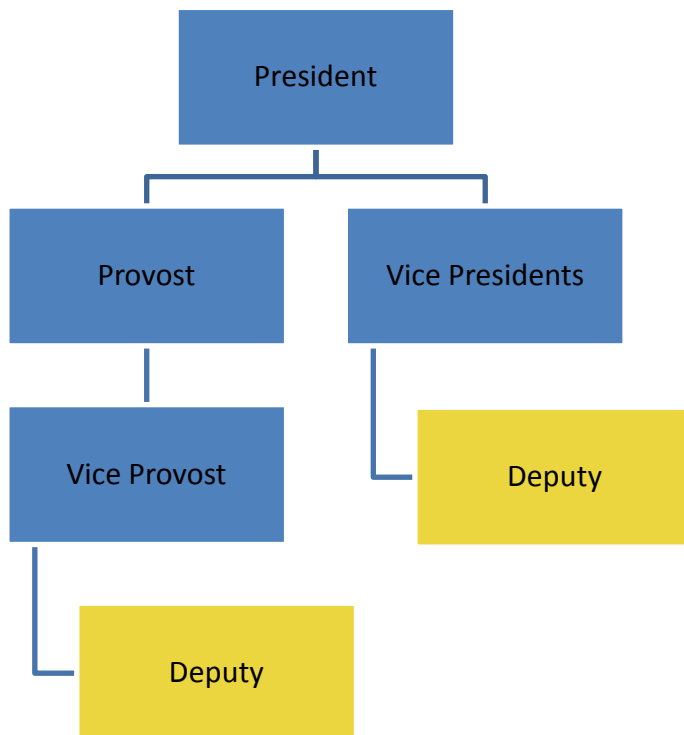 President
Provost
Vice Presidents
Vice Provost
Deputy
Deputy